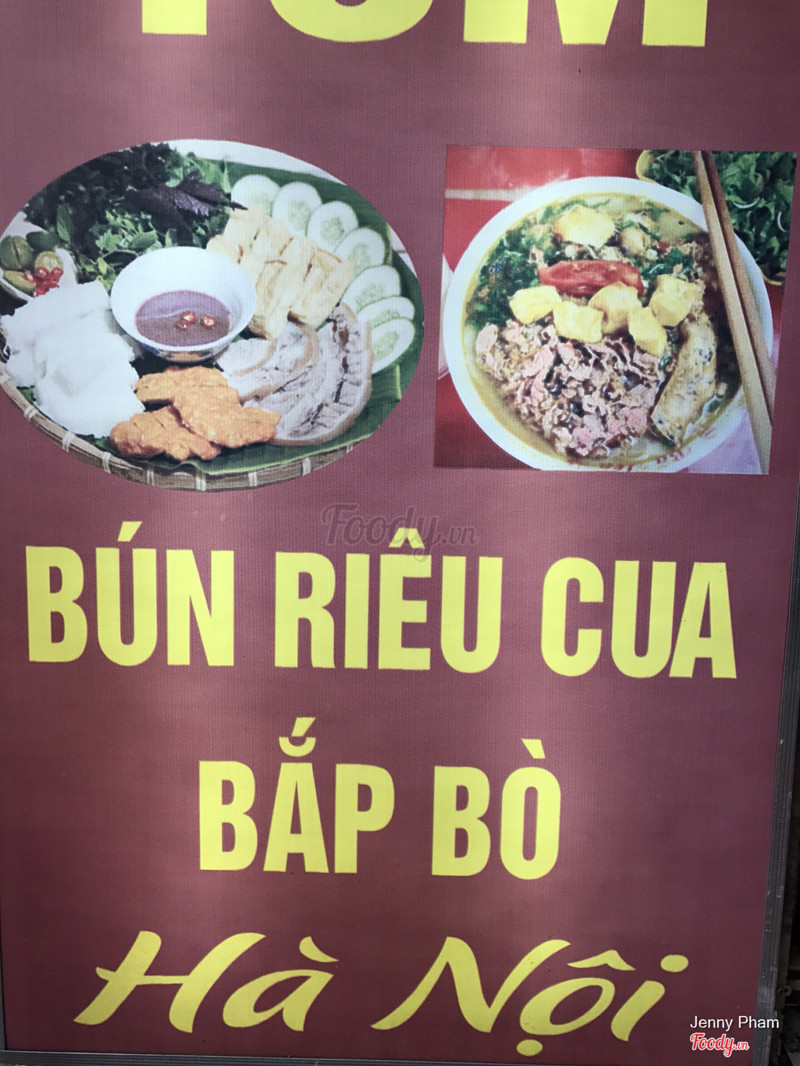 Foody.vn
BÚN RIÊU CUA
BẮP BÒ
Hà Nội
Jenny Pham
Foody.vn